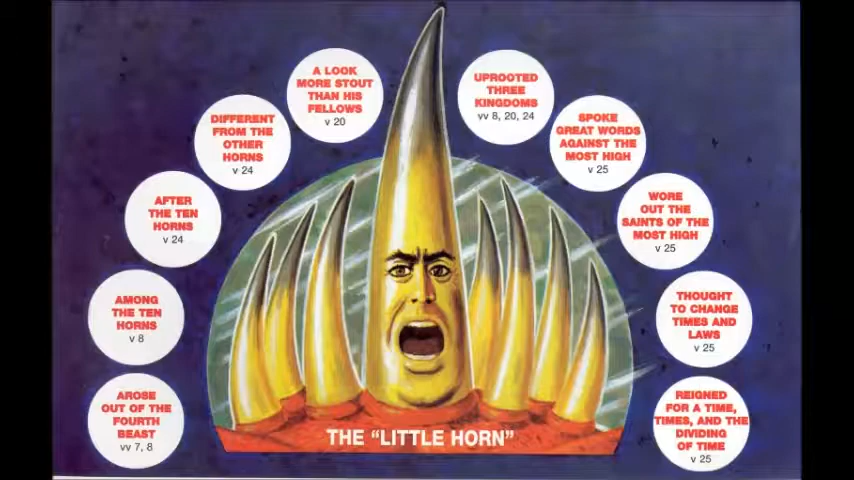 A LOOK
MORE STOUT
THAN HIS
FELLOWS
v 20
UPROOTED
THREE
KINGDOMS
vv 8, 20, 24
DIFFERENT
FROM THE
OTHER
HORNS
v 24
SPOKE
GREAT WORDS
AGAINST THE
MOST HIGH
v 25
AFTER
THE TEN
HORNS
v 24
WORE
OUT THE
SAINTS OF THE
MOST HIGH
v 25
AMONG
THE TEN
HORNS
v 8
THOUGHT
TO CHANGE
TIMES AND
LAWS
v 25
AROSE
OUT OF THE
FOURTH
BEAST
vv 7, 8
REIGNED
FOR A TIME,
TIMES, AND THE
DIVIDING
OF TIME
v 25
THE "LITTLE HORN"